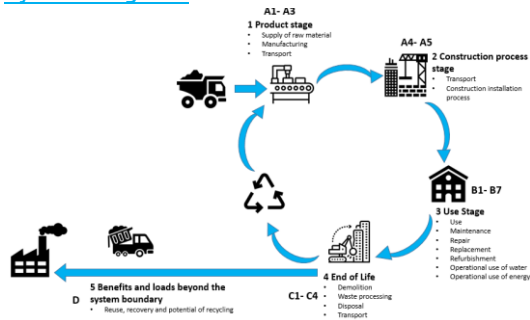 A1- A3
1 Product stage
• Supply of raw material
• Manufacturing
• Transport
A4- A5
2 Construction process
stage
• Transport
• Construction installation
process
B1- B7
3 Use Stage
• Use
• Maintenance
• Repair
• Replacement
• Refurbishment
• Operational use of water
• Operational use of energy
C1- C4
4 End of Life
• Demolition
• Waste processing
• Disposal
• Transport
D
5 Benefits and loads beyond the
system boundary
• Reuse, recovery and potential of recycling